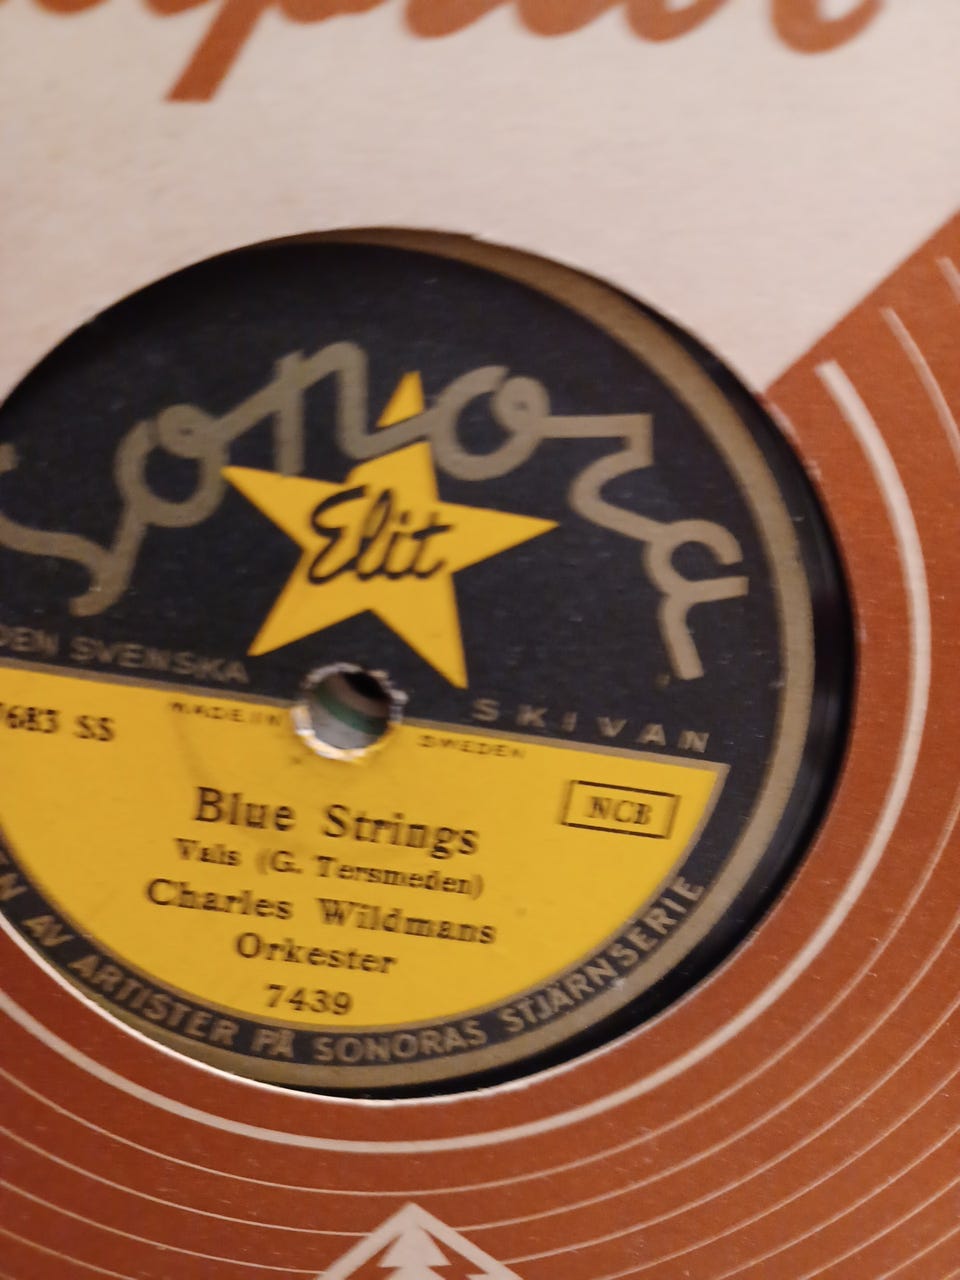 Sonora
Elit
DEN SVENSKA
SKIVAN
MADE IN
SWEDEN
7683 SS
NCB
Blue Strings
Vals (G. Tersmeden)
Charles Wildmans
Orkester
7439
AV ARTISTER PÅ SONORAS STJÄRNSERIE